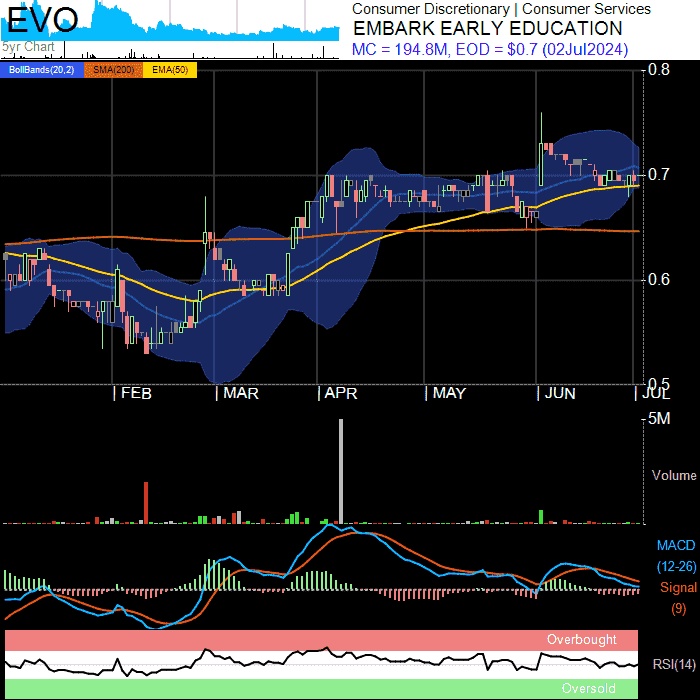 EVO
5yr Chart
Consumer Discretionary | Consumer Services
EMBARK EARLY EDUCATION
MC = 194.8M, EOD = $0.7 (02Jul2024)
BollBands(20,2) SMA(200) EMA(50)
0.8
0.7
0.6
0.5
FEB MAR APR MAY JUN JUL
5M
Volume
MACD
(12-26)
Signal
(9)
Overbought
RSI(14)
Oversold